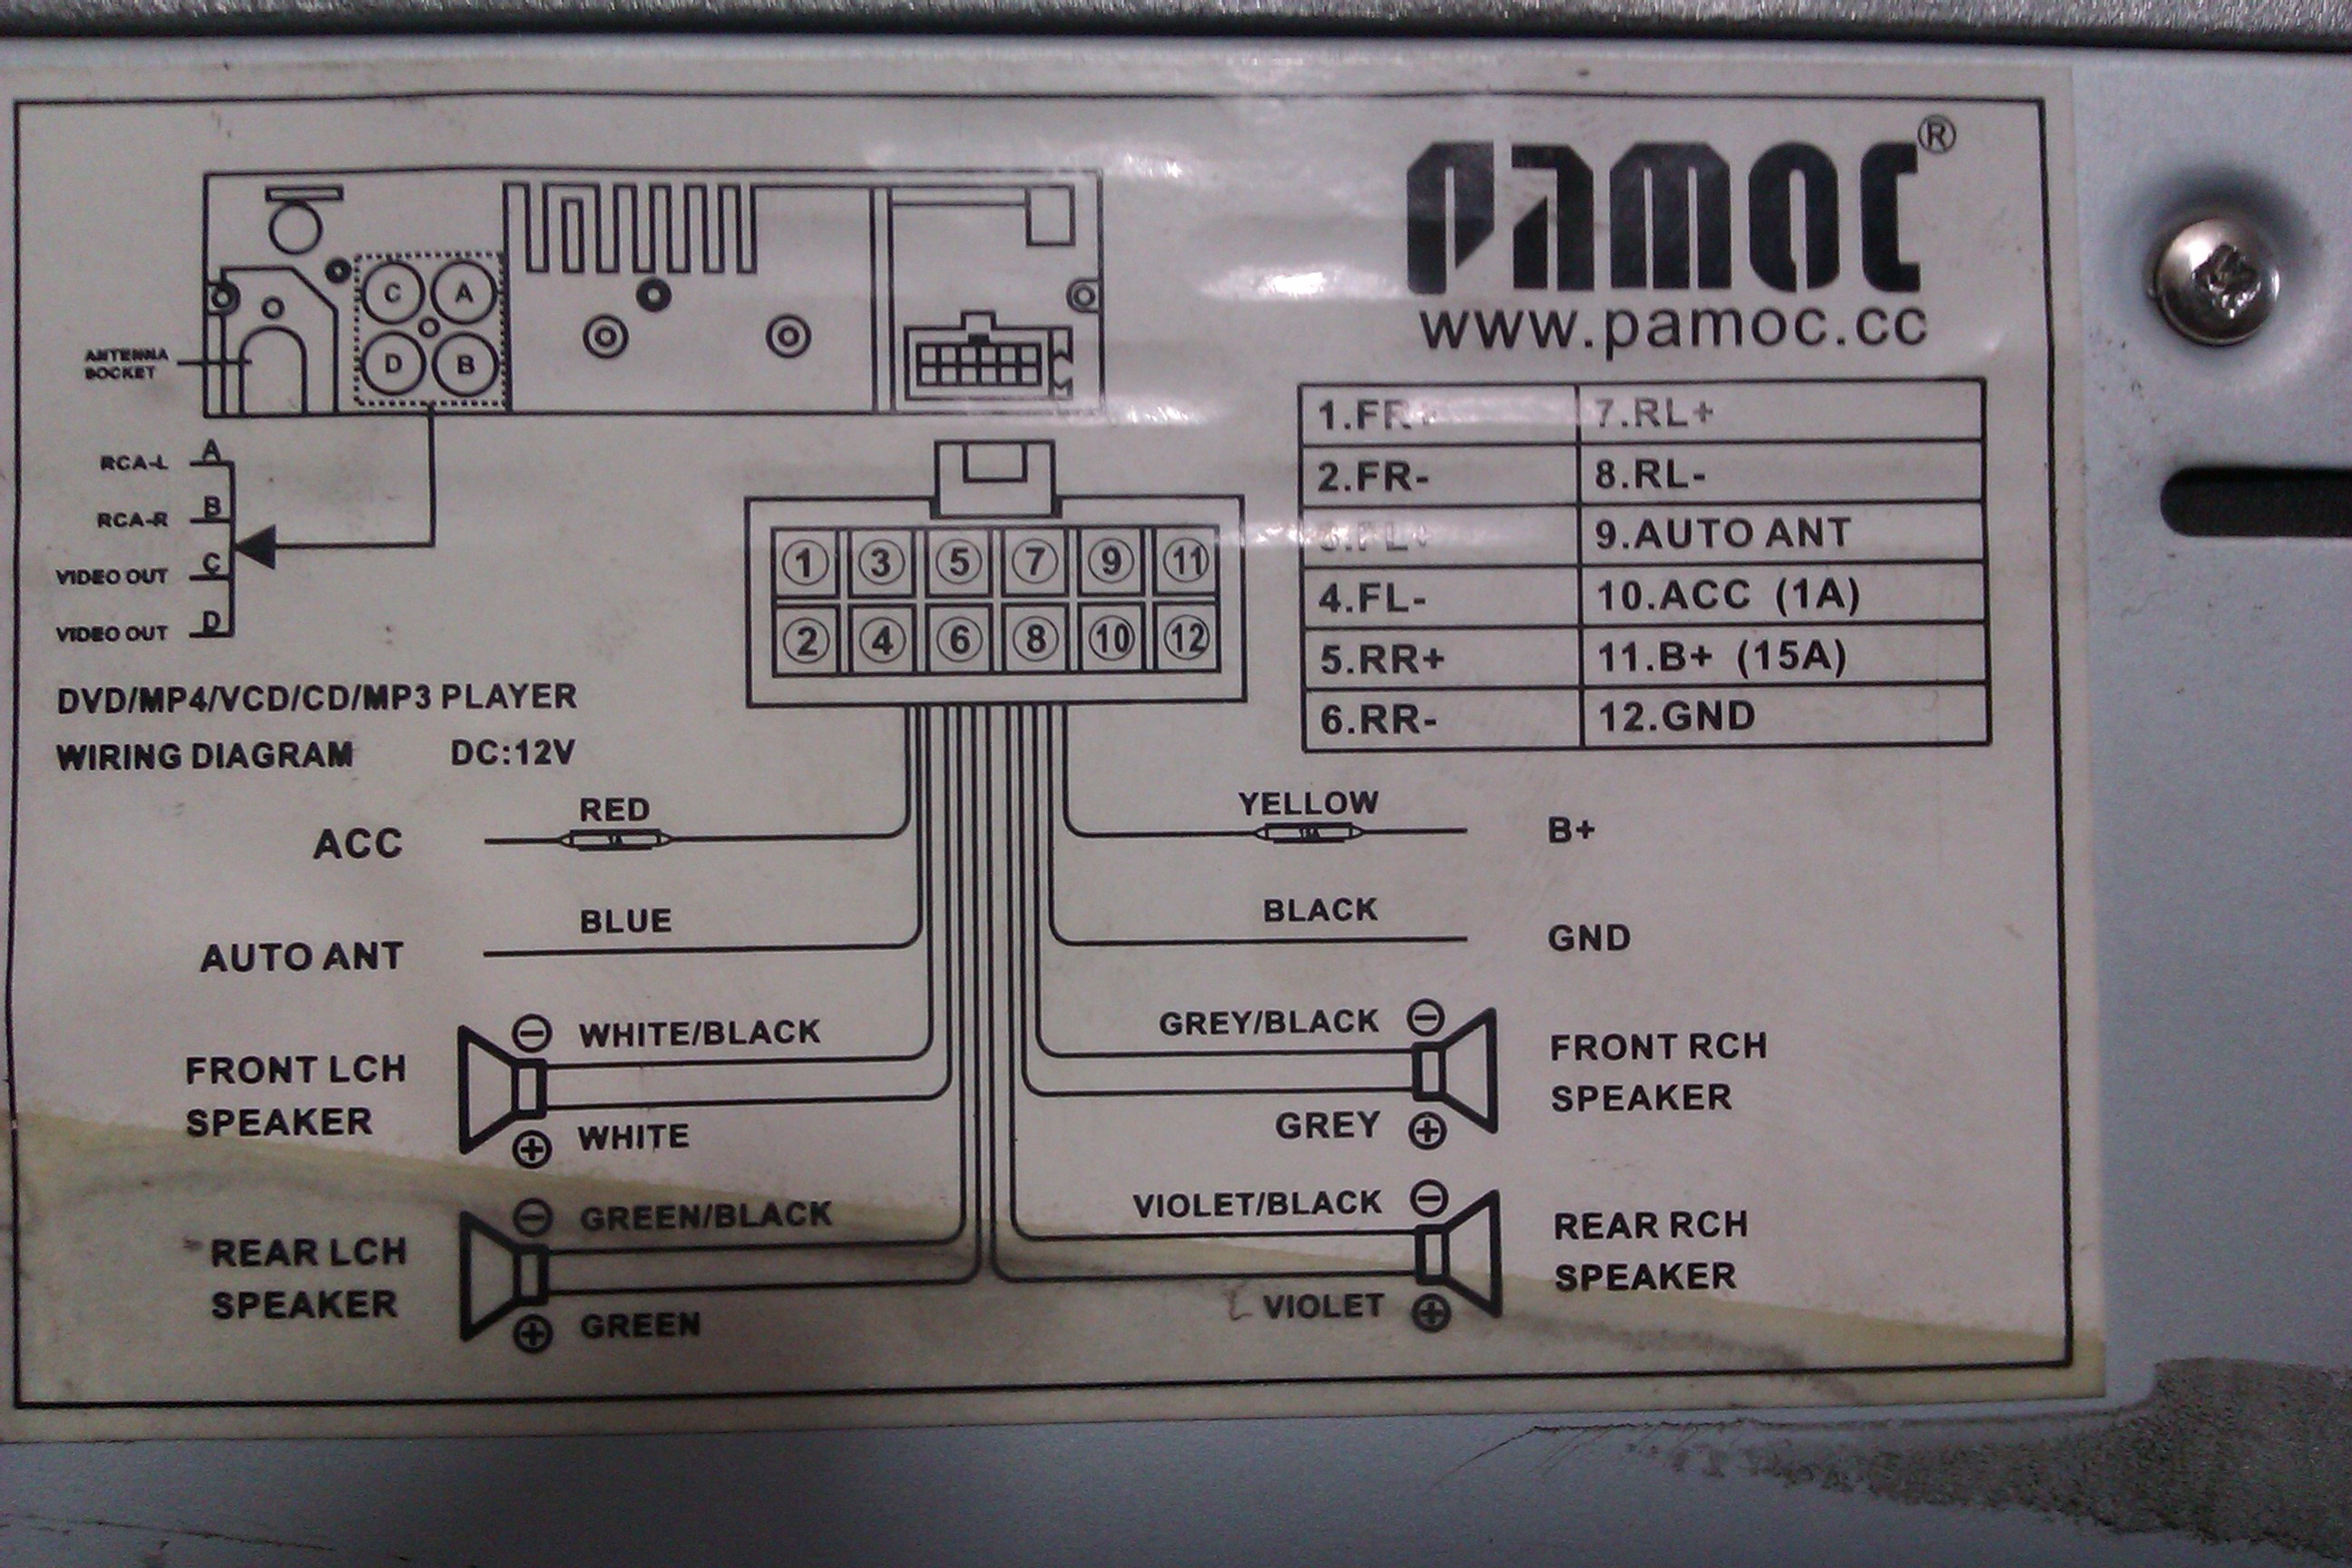 PAMOC®
www.pamoc.cc
C A
D B
ANTENNA
SOCKET
RCA-L A
RCA-R B
VIDEO OUT C
VIDEO OUT D
1 3 5 7 9 11
2 4 6 8 10 12
1.FR+ 7.RL+
2.FR- 8.RL-
3.FL+ 9.AUTO ANT
4.FL- 10.ACC (1A)
5.RR+ 11.B+ (15A)
6.RR- 12.GND
DVD/MP4/VCD/CD/MP3 PLAYER
WIRING DIAGRAM DC:12V
RED
ACC
1A
YELLOW
15A
B+
BLUE
AUTO ANT
BLACK
GND
WHITE/BLACK
FRONT LCH
SPEAKER
WHITE
GREY/BLACK
FRONT RCH
SPEAKER
GREY
GREEN/BLACK
REAR LCH
SPEAKER
GREEN
VIOLET/BLACK
REAR RCH
SPEAKER
VIOLET